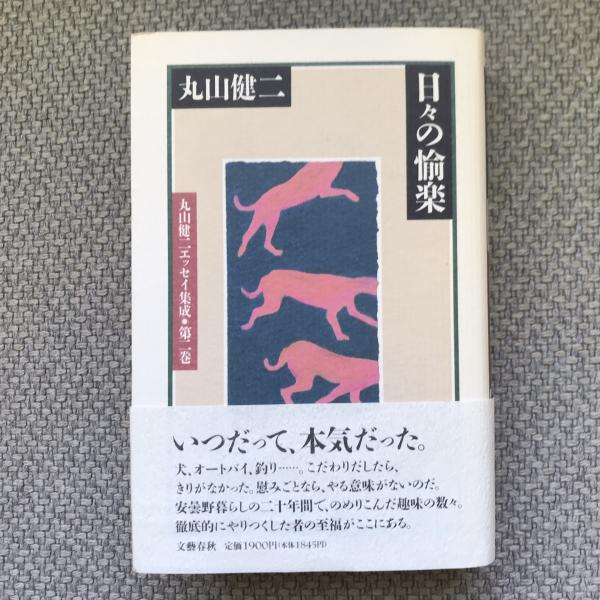 丸山健二
日々の愉楽
丸山健二エッセイ集成•第二巻
いつだって、本気だった。
犬、オートバイ、釣り……。こだわりだしたら、
きりがなかった。慰みごとなら、やる意味がないのだ。
安曇野暮らしの二十年間で、のめりこんだ趣味の数々。
徹底的にやりつくした者の至福がここにある。
文藝春秋 定価1900円(本体1845円)